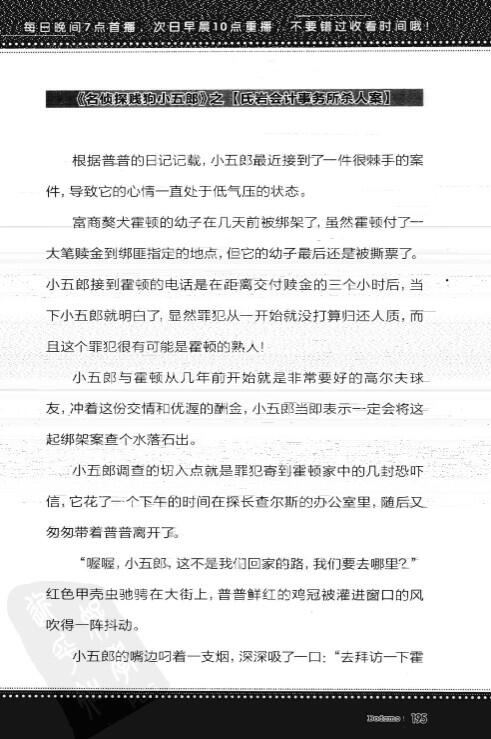 每日晚间7点首播，次日早晨10点重播，不要错过收看时间哦！
《名侦探贱狗小五郎》之【氏岩会计事务所杀人案】
根据普普的日记记载，小五郎最近接到了一件很棘手的案
件，导致它的心情一直处于低气压的状态。
富商獒犬霍顿的幼子在几天前被绑架了，虽然霍顿付了一
大笔赎金到绑匪指定的地点，但它的幼子最后还是被撕票了。
小五郎接到霍顿的电话是在距离交付赎金的三个小时后，当
下小五郎就明白了，显然罪犯从一开始就没打算归还人质，而
且这个罪犯很有可能是霍顿的熟人！
小五郎与霍顿从几年前开始就是非常要好的高尔夫球
友，冲着这份交情和优渥的酬金，小五郎当即表示一定会将这
起绑架案查个水落石出。
小五郎调查的切入点就是罪犯寄到霍顿家中的几封恐吓
信，它花了一个下午的时间在探长查尔斯的办公室里，随后又
匆匆带着普普离开了。
“喔喔，小五郎，这不是我们回家的路，我们要去哪里？”
红色甲壳虫驰骋在大街上，普普鲜红的鸡冠被灌进窗口的风
吹得一阵抖动。
小五郎的嘴边叼着一支烟，深深吸了一口：“去拜访一下霍
195